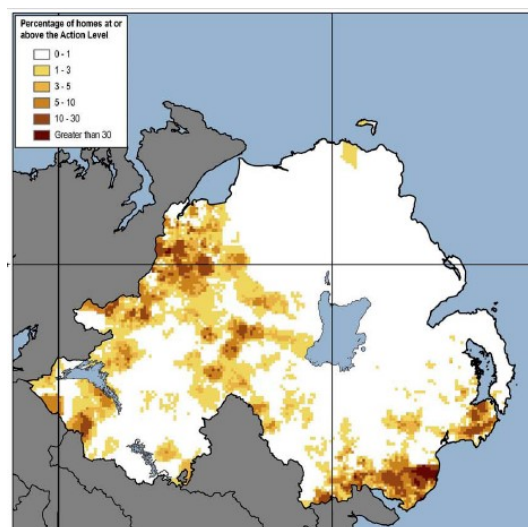 Percentage of homes at or
above the Action Level
0 - 1
1 - 3
3 - 5
5 - 10
10 - 30
Greater than 30